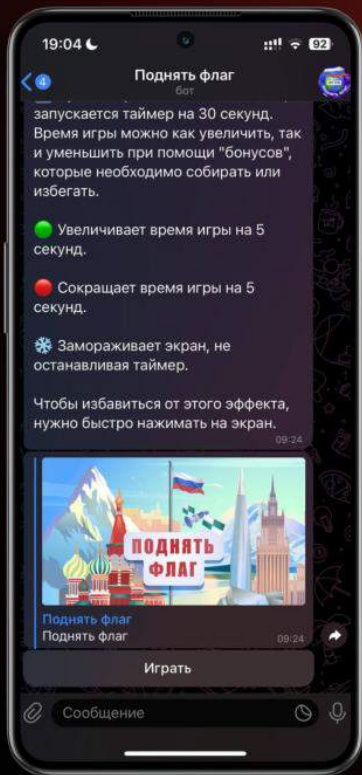 19:04
92
4
Поднять флаг
бот
запускается таймер на 30 секунд.
Время игры можно как увеличить, так
и уменьшить при помощи "бонусов",
которые необходимо собирать или
избегать.
Увеличивает время игры на 5
секунд.
Сокращает время игры на 5
секунд.
Замораживает экран, не
останавливая таймер.
Чтобы избавиться от этого эффекта,
нужно быстро нажимать на экран.
09:24
ПОДНЯТЬ
ФЛАГ
Поднять флаг
Поднять флаг
09:24
Играть
Сообщение